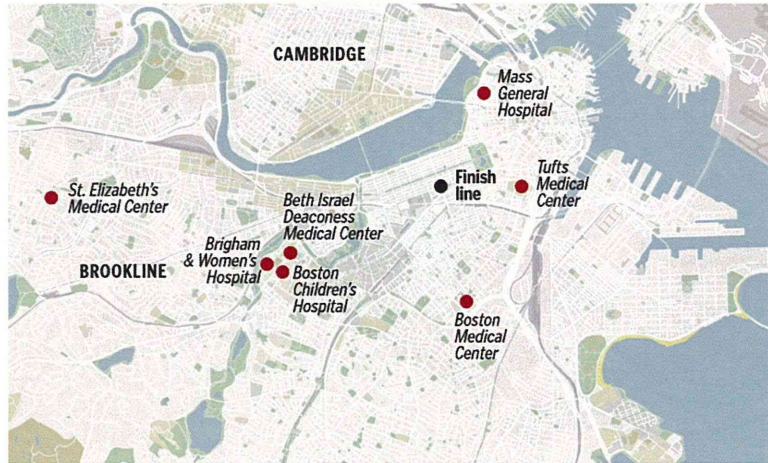 CAMBRIDGE
Mass
General
Hospital
St. Elizabeth's
Medical Center
Finish
line
Tufts
Medical
Center
Beth Israel
Deaconess
Medical Center
Brigham
& Women's
Hospital
BROOKLINE
Boston
Children's
Hospital
Boston
Medical
Center